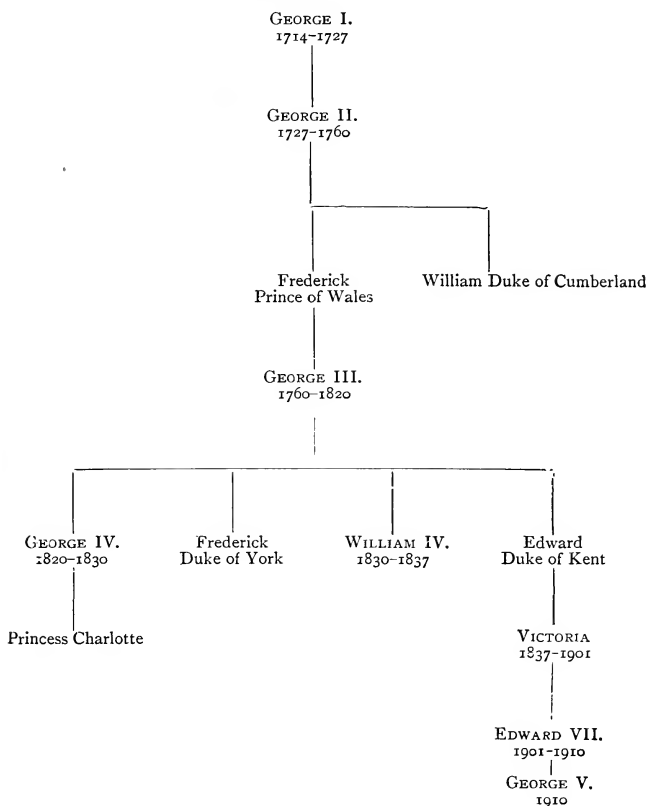 GEORGE I.
1714-1727
GEORGE II.
1727-1760
Frederick
Prince of Wales
William Duke of Cumberland
GEORGE III.
1760-1820
GEORGE IV.
1820-1830
Frederick
Duke of York
WILLIAM IV.
1830-1837
Edward
Duke of Kent
Princess Charlotte
VICTORIA
1837-1901
EDWARD VII.
1901-1910
GEORGE V.
1910